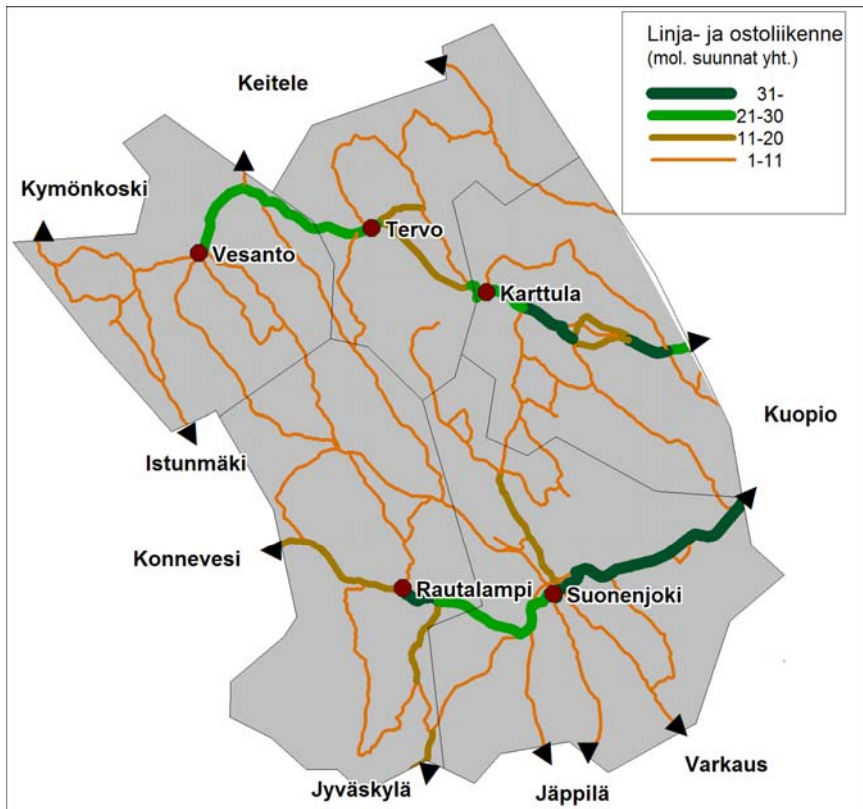 Linja- ja ostoliikenne
(mol. suunnat yht.)
31-
21-30
11-20
1-11
Keitele
Kymönkoski
Tervo
Vesanto
Karttula
Kuopio
Istunmäki
Konnevesi
Rautalampi
Suonenjoki
Varkaus
Jyväskylä
Jäppilä